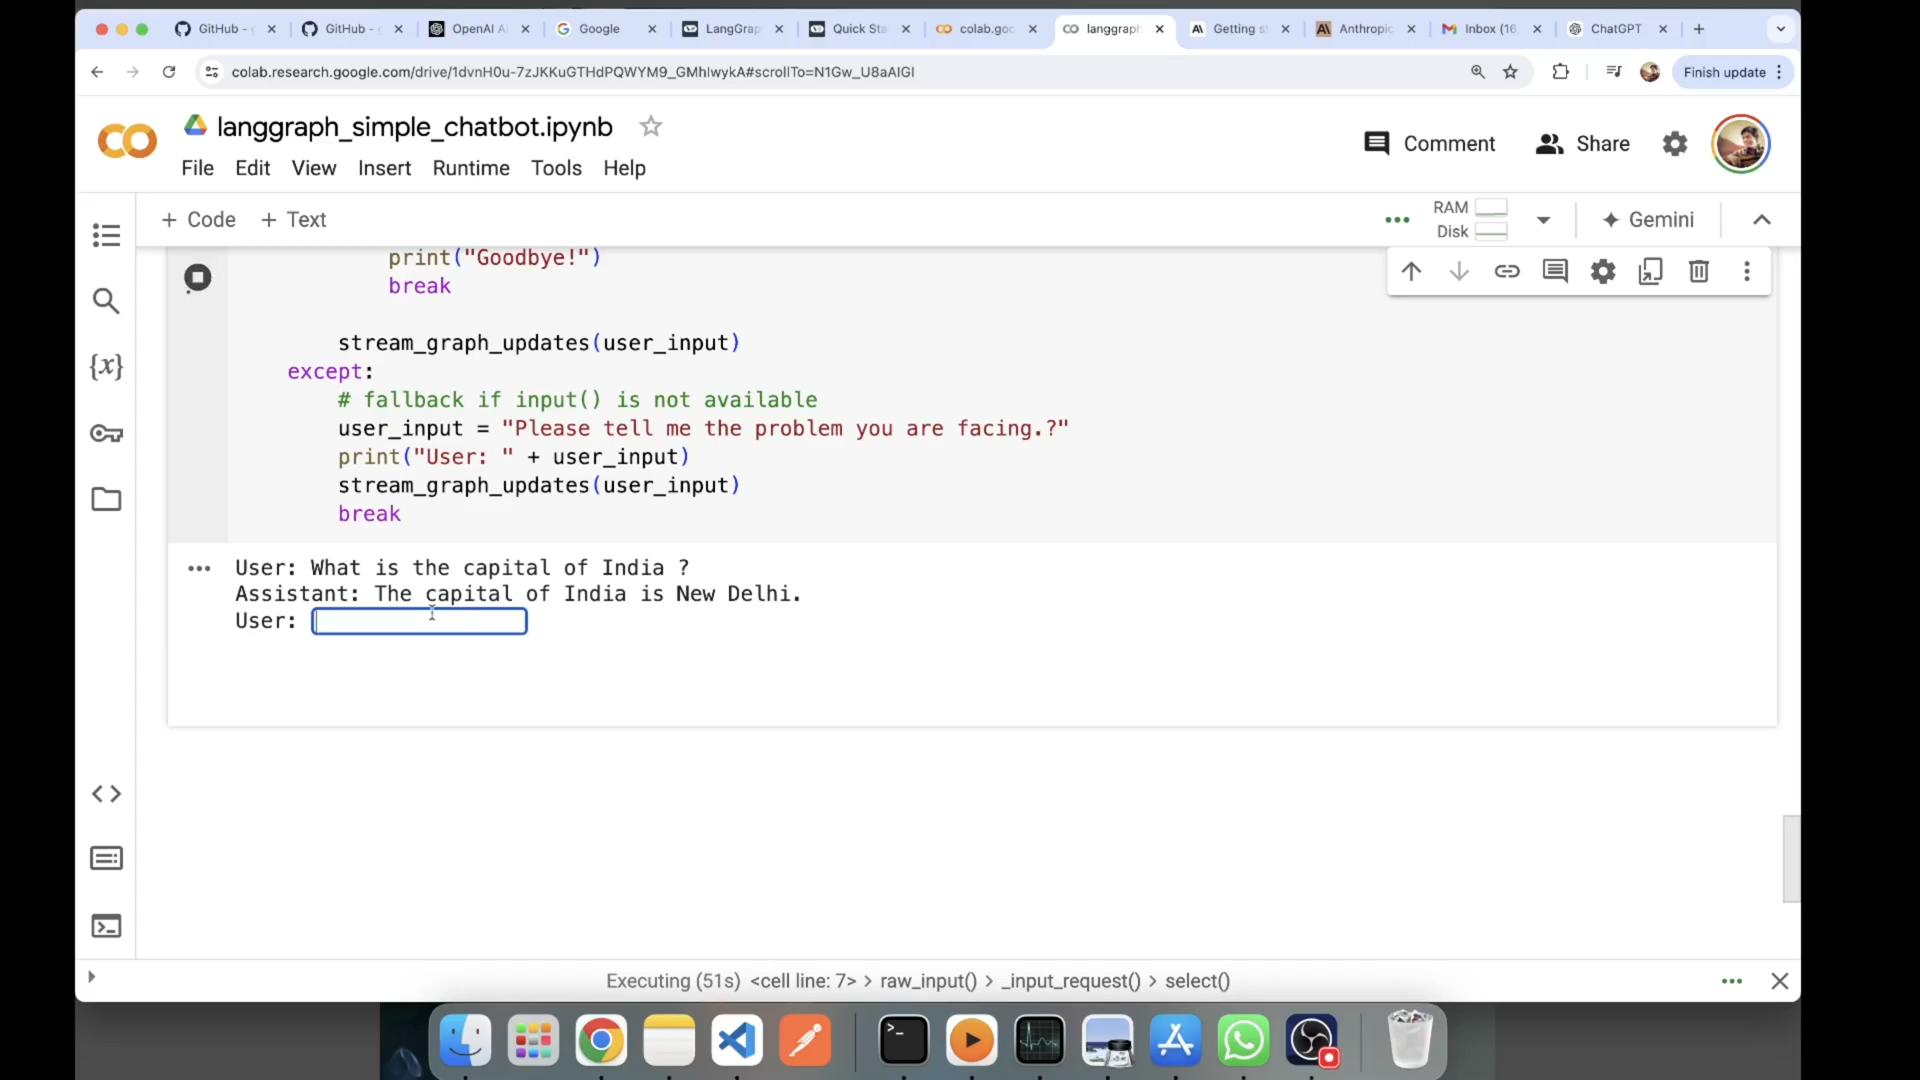 GitHub -
GitHub -
OpenAI A
Google
LangGrap
Quick Sta
colab.goo
langgraph
Getting s
Anthropic
Inbox (16,
ChatGPT
colab.research.google.com/drive/1dvnH0u-7zJKKuGTHdPQWYM9_GMhIwykA#scrollTo=N1Gw_U8aAIGI
Finish update
langgraph_simple_chatbot.ipynb
Comment
Share
File Edit View Insert Runtime Tools Help
+ Code + Text
RAM
Disk
Gemini
print("Goodbye!")
break
stream_graph_updates(user_input)
except:
# fallback if input() is not available
user_input = "Please tell me the problem you are facing.?"
print("User: " + user_input)
stream_graph_updates(user_input)
break
User: What is the capital of India ?
Assistant: The capital of India is New Delhi.
User:
Executing (51s) <cell line: 7> > raw_input() > _input_request() > select()